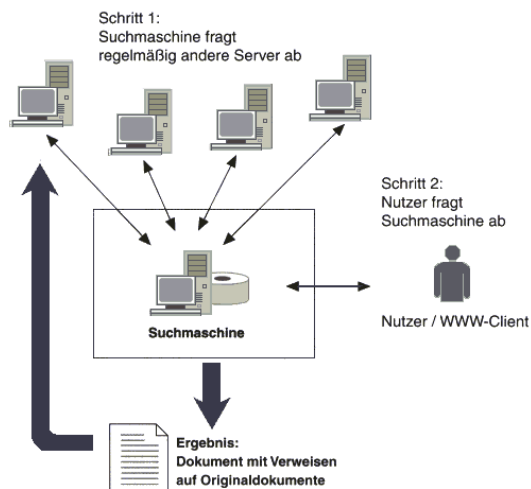 Schritt 1:
Suchmaschine fragt
regelmäßig andere Server ab
Schritt 2:
Nutzer fragt
Suchmaschine ab
Nutzer / WWW-Client
Suchmaschine
Ergebnis:
Dokument mit Verweisen
auf Originaldokumente